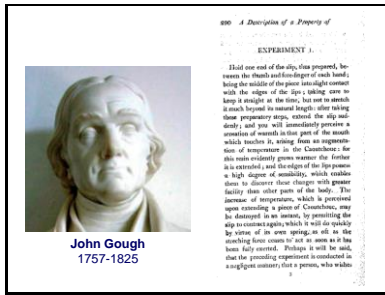 John Gough
1757-1825
290 A Description of a Property of
EXPERIMENT 1.
Hold one end of the slip, thus prepared, be-
tween the thumb and fore-finger of each hand;
bring the middle of the piece into slight contact
with the edges of the lips; taking care to
keep it straight at the time, but not to stretch
it much beyond its natural length: after taking
these preparatory steps, extend the slip sud-
denly; and you will immediately perceive a
sensation of warmth in that part of the mouth
which touches it, arising from an augmenta-
tion of temperature in the Caoutchouc: for
this resin evidently grows warmer the further
it is extended; and the edges of the lips possess
a high degree of sensibility, which enables
them to discover these changes with greater
facility than other parts of the body. The
increase of temperature, which is perceived
upon extending a piece of Caoutchouc, may
be destroyed in an instant, by permitting the
slip to contract again; which it will do quickly
by virtue of its own spring, as oft as the
stretching force ceases to act as soon as it has
been fully exerted. Perhaps it will be said,
that the preceding experiment is conducted in
a negligent manner; that a person, who wishes